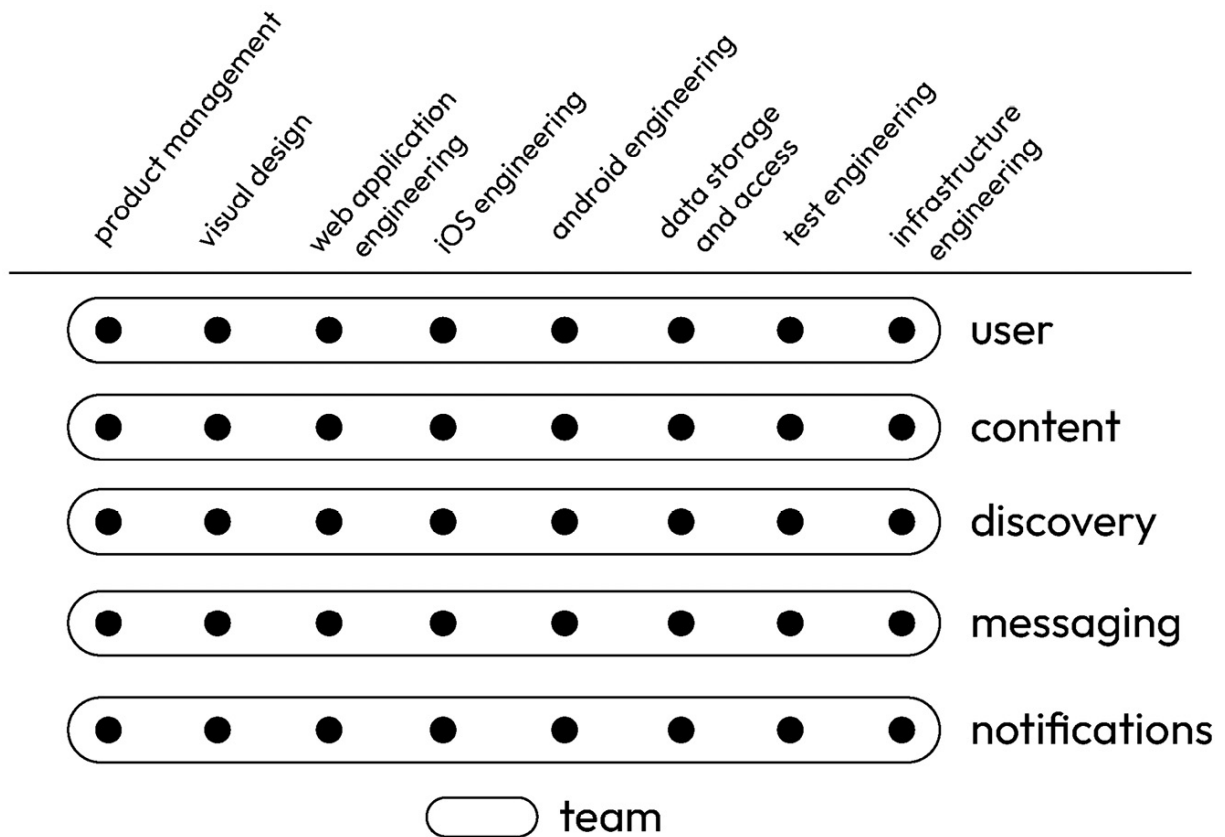 product management
visual design
web application
engineering
iOS engineering
android engineering
data storage
and access
test engineering
infrastructure
engineering
user
content
discovery
messaging
notifications
team